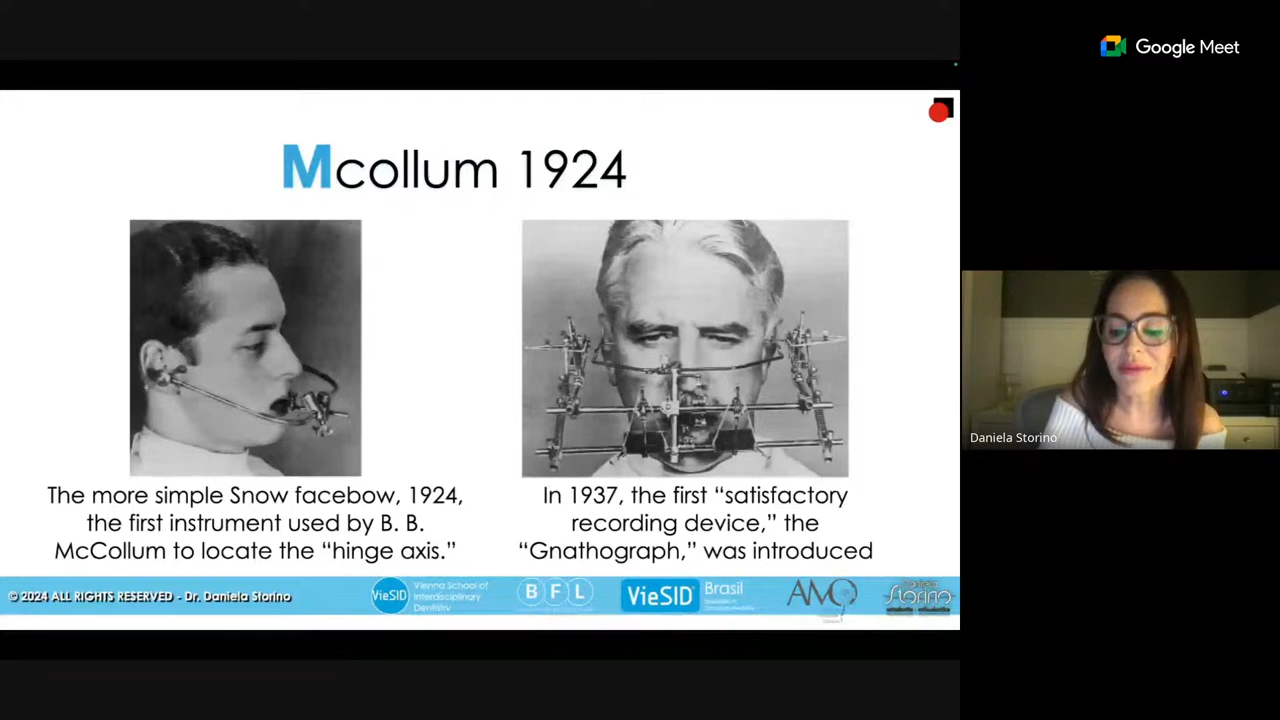 Google Meet
Mcollum 1924
The more simple Snow facebow, 1924,
the first instrument used by B. B.
McCollum to locate the “hinge axis.”
In 1937, the first “satisfactory
recording device,” the
“Gnathograph,” was introduced
Daniela Storino
© 2024 ALL RIGHTS RESERVED - Dr. Daniela Storino
VieSID
Vienna School of
Interdisciplinary
Dentistry
BFL
VieSID
Brasil
AMO
daniela
Storino